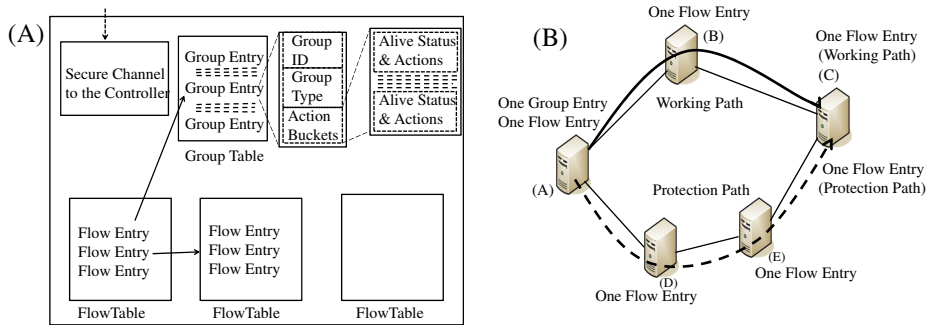 (A)
Secure Channel
to the Controller
Group Entry
Group Entry
Group Entry
Group Table
Group
ID
Group
Type
Action
Buckets
Alive Status
& Actions
Alive Status
& Actions
Flow Entry
Flow Entry
Flow Entry
FlowTable
Flow Entry
Flow Entry
Flow Entry
FlowTable
FlowTable
(B)
One Flow Entry
(B)
One Flow Entry
(Working Path)
(C)
Working Path
One Group Entry
One Flow Entry
(A)
Protection Path
One Flow Entry
(Protection Path)
(E)
One Flow Entry
(D)
One Flow Entry